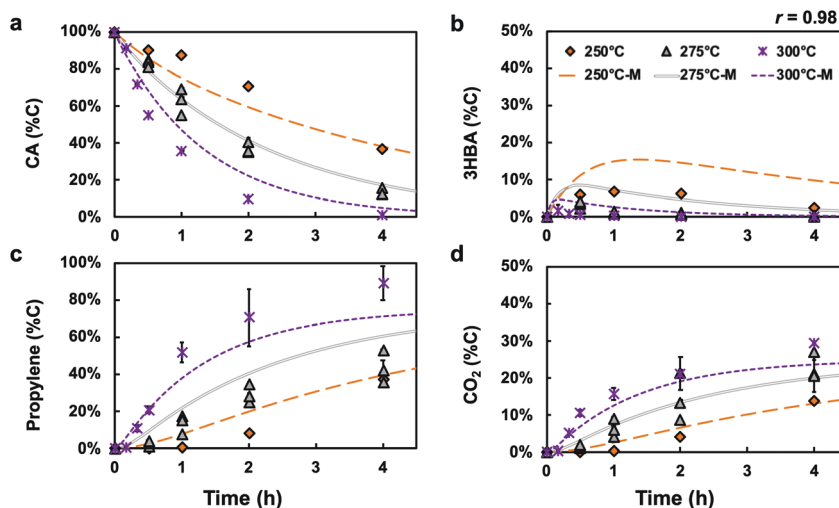 r = 0.98
a
100%
80%
60%
40%
20%
0%
CA (%C)
0 1 2 3 4
b
50%
40%
30%
20%
10%
0%
3HBA (%C)
250°C 275°C 300°C
250°C-M 275°C-M 300°C-M
0 1 2 3 4
c
100%
80%
60%
40%
20%
0%
Propylene (%C)
0 1 2 3 4
Time (h)
d
50%
40%
30%
20%
10%
0%
CO₂ (%C)
0 1 2 3 4
Time (h)